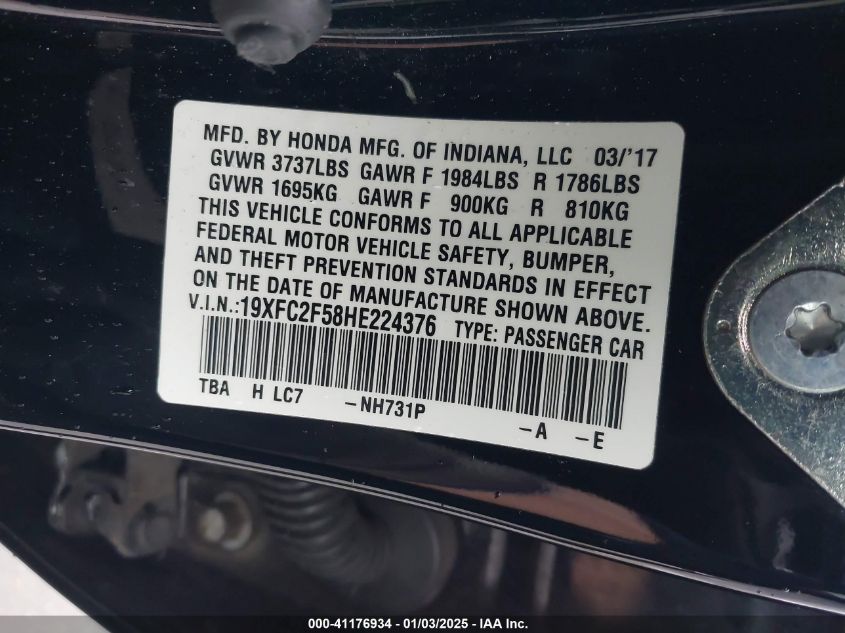 MFD. BY HONDA MFG. OF INDIANA, LLC 03/'17
GVWR 3737LBS GAWR F 1984LBS R 1786LBS
GVWR 1695KG GAWR F 900KG R 810KG
THIS VEHICLE CONFORMS TO ALL APPLICABLE
FEDERAL MOTOR VEHICLE SAFETY, BUMPER,
AND THEFT PREVENTION STANDARDS IN EFFECT
ON THE DATE OF MANUFACTURE SHOWN ABOVE.
V.I.N.:19XFC2F58HE224376 TYPE: PASSENGER CAR
TBA H LC7 -NH731P -A -E
000-41176934 — 01/03/2025 — IAA Inc.